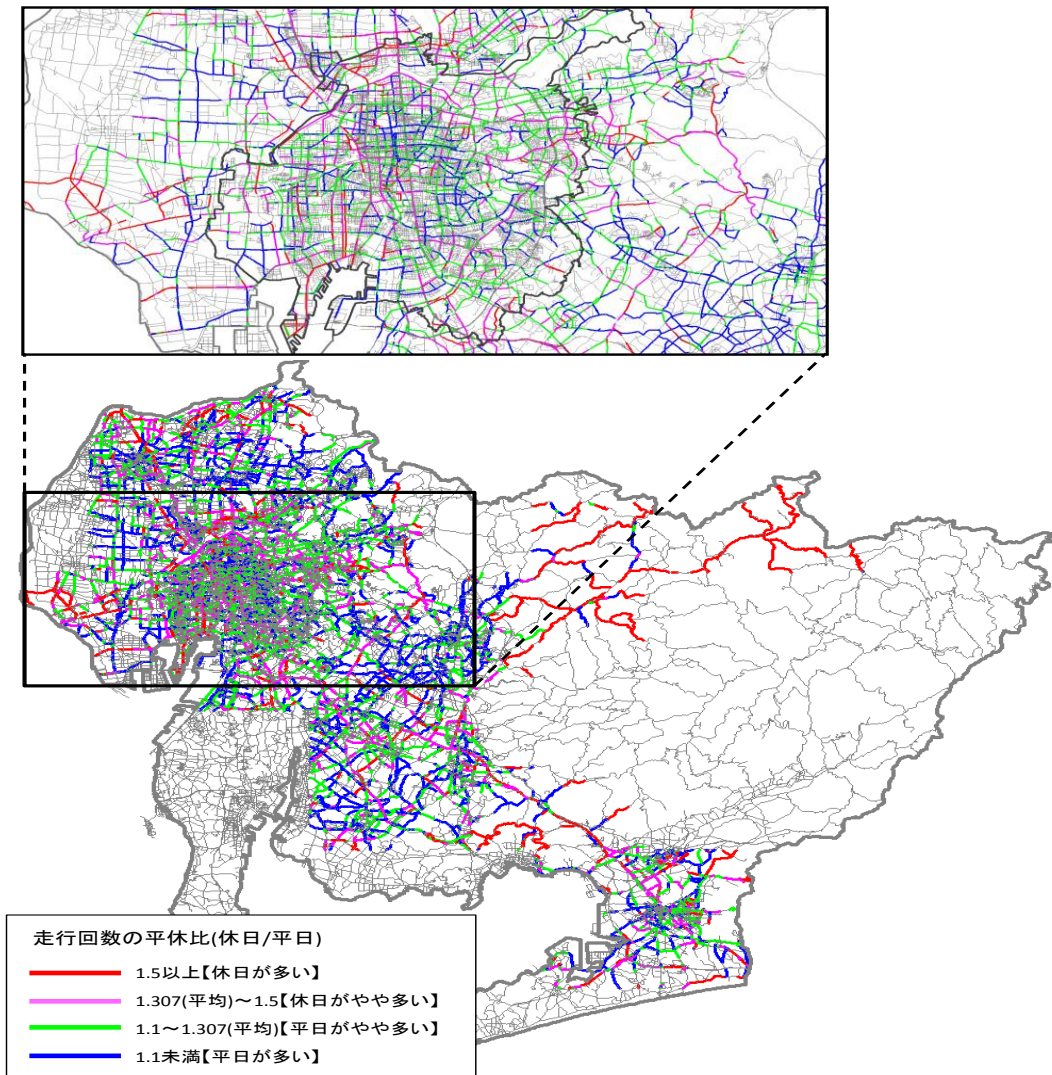 走行回数の平休比(休日/平日)
1.5以上【休日が多い】
1.307(平均)～1.5【休日がやや多い】
1.1～1.307(平均)【平日がやや多い】
1.1未満【平日が多い】